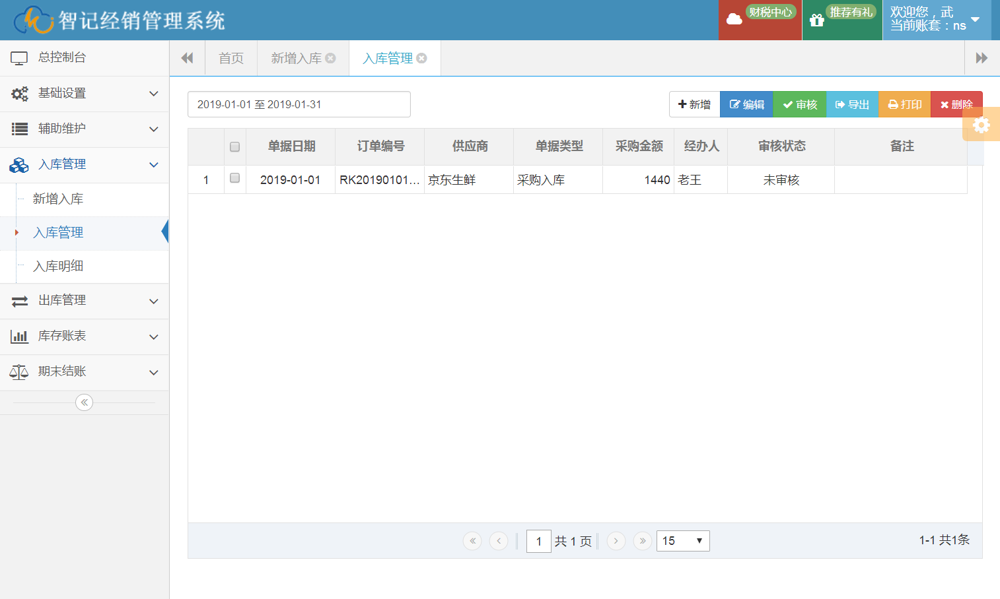 智记经销管理系统
财税中心
推荐有礼
欢迎您，武
当前账套：ns
总控制台
基础设置
辅助维护
入库管理
新增入库
入库管理
入库明细
出库管理
库存账表
期末结账
首页 新增入库 入库管理
2019-01-01 至 2019-01-31
新增 编辑 审核 导出 打印 删除
单据日期 订单编号 供应商 单据类型 采购金额 经办人 审核状态 备注
1 2019-01-01 RK20190101... 京东生鲜 采购入库 1440 老王 未审核
1 共 1 页 15 1-1 共1条